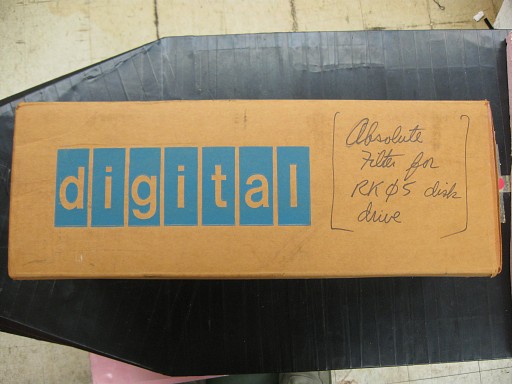 digital
Absolute
Filter for
RKØ5 disk
drive